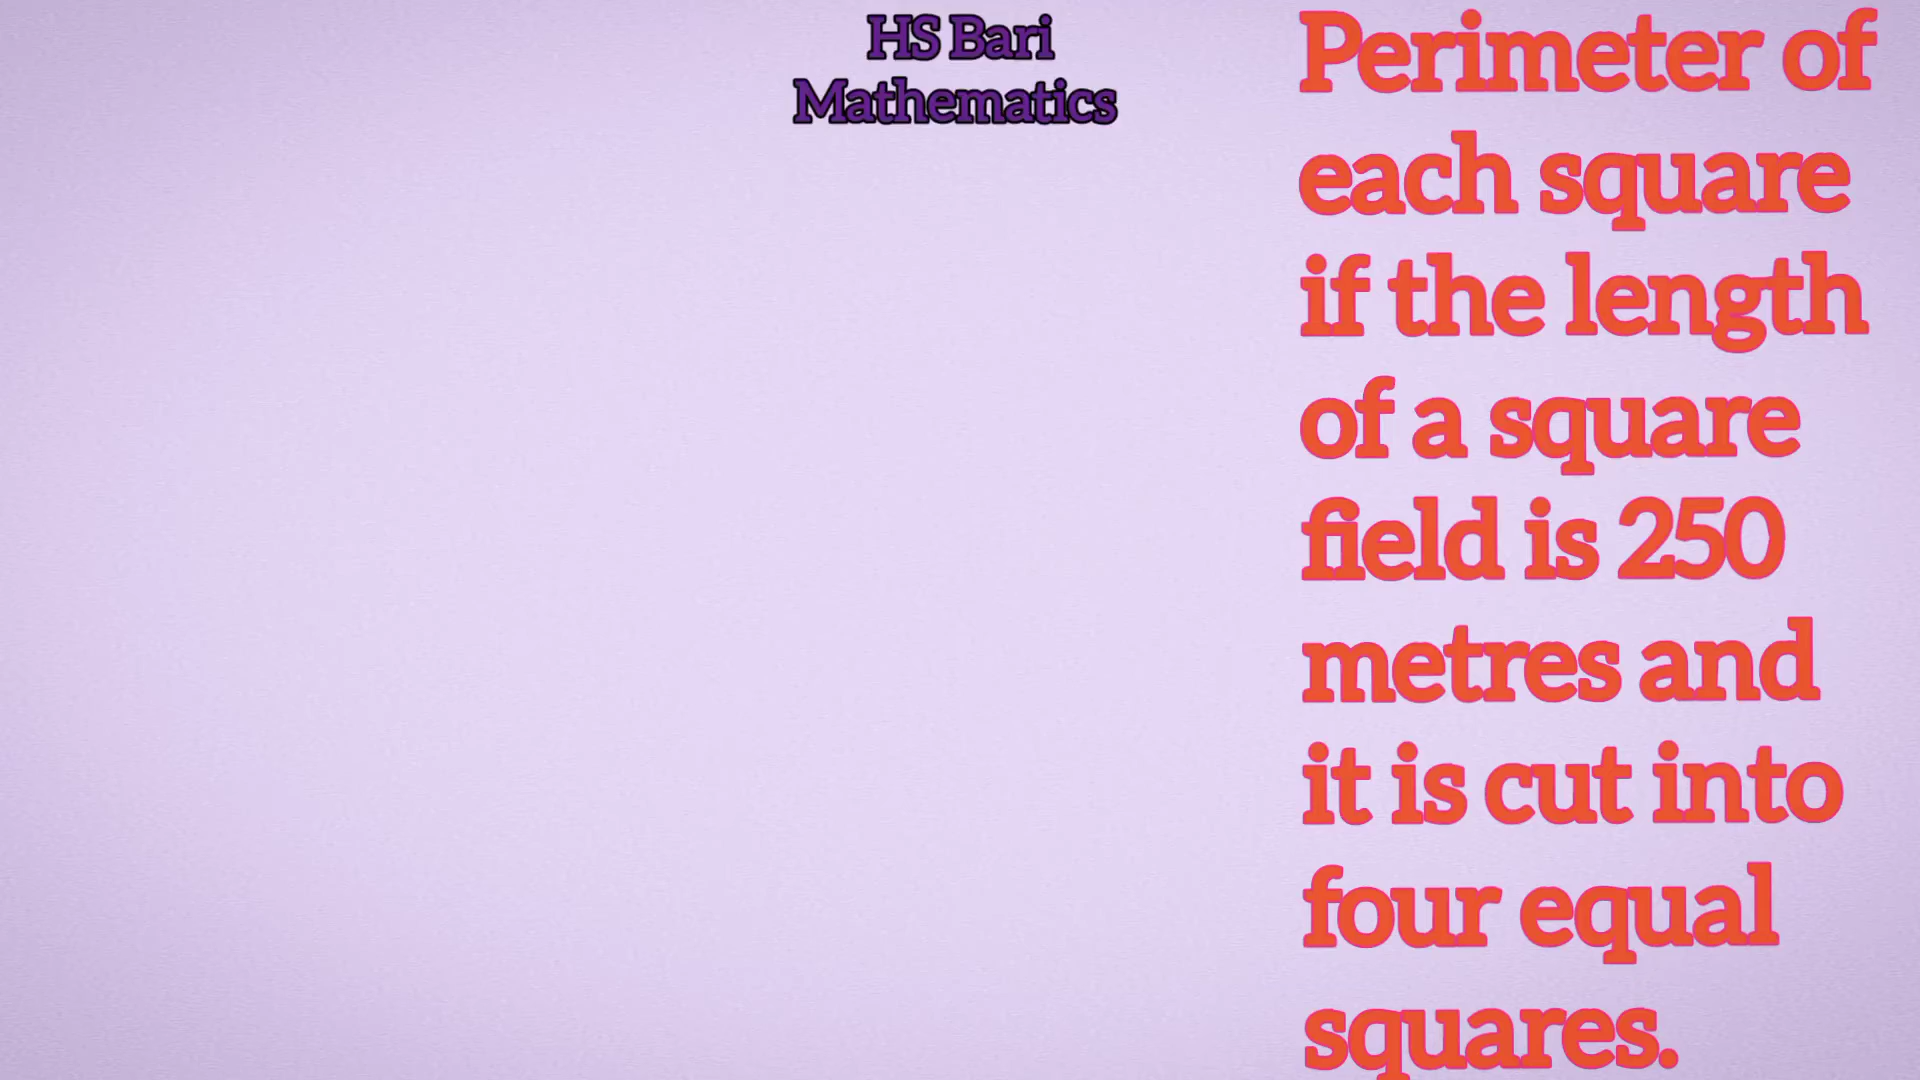 HS Bari
Mathematics
Perimeter of
each square
if the length
of a square
field is 250
metres and
it is cut into
four equal
squares.